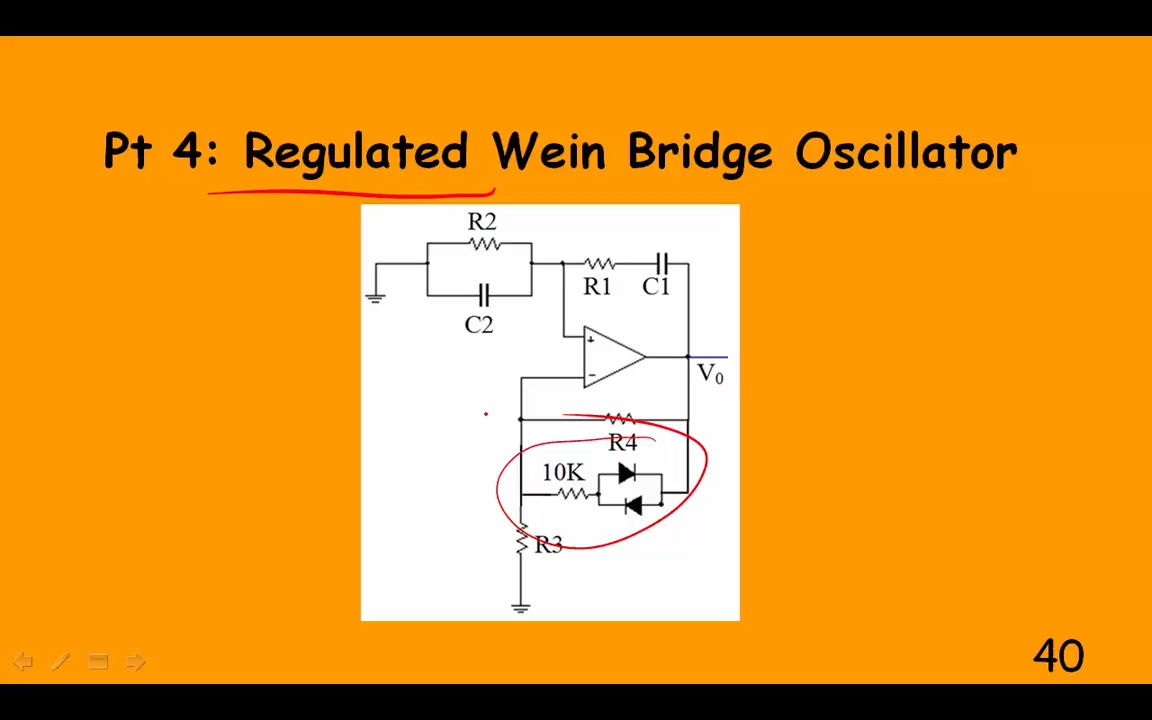 Pt 4: Regulated Wein Bridge Oscillator
R2
R1
C1
C2
+
-
V0
R4
10K
R3
40